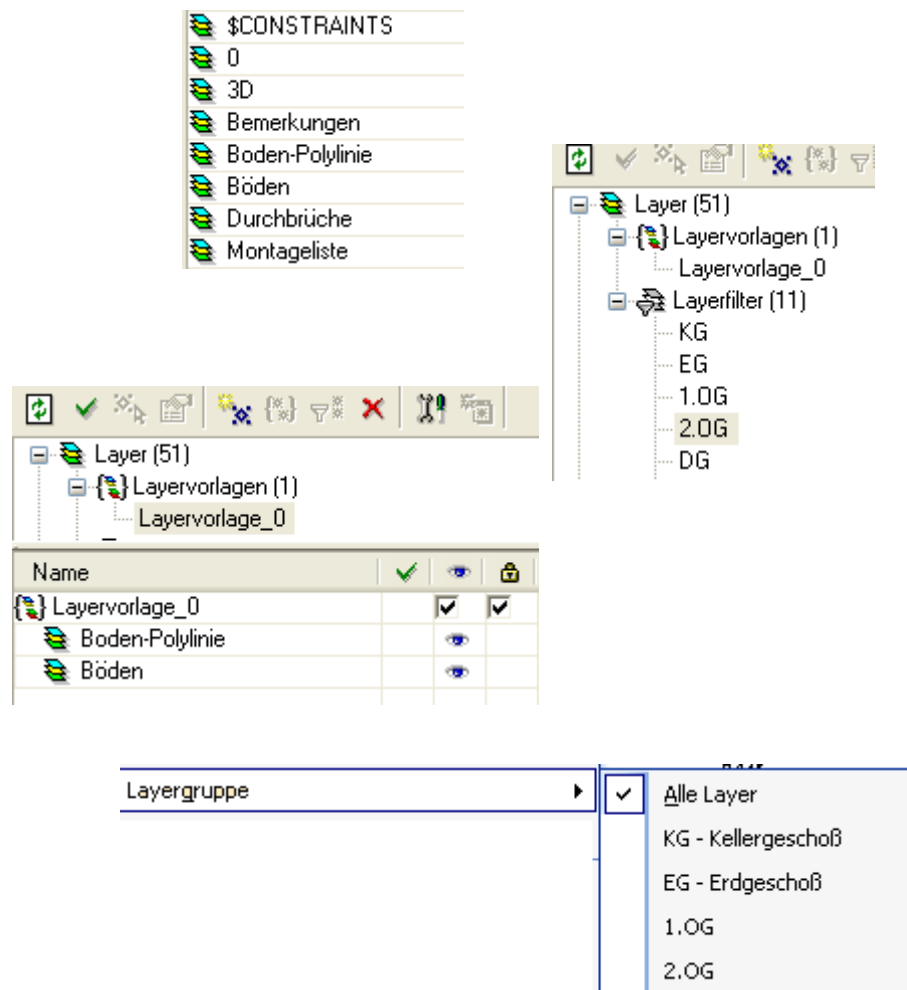 $CONSTRAINTS
0
3D
Bemerkungen
Boden-Polylinie
Böden
Durchbrüche
Montageliste
Layer (51)
Layervorlagen (1)
Layervorlage_0
Layerfilter (11)
KG
EG
1.OG
2.OG
DG
Layer (51)
Layervorlagen (1)
Layervorlage_0
Name
Layervorlage_0
Boden-Polylinie
Böden
Layergruppe
Alle Layer
KG - Kellergeschoß
EG - Erdgeschoß
1.OG
2.OG